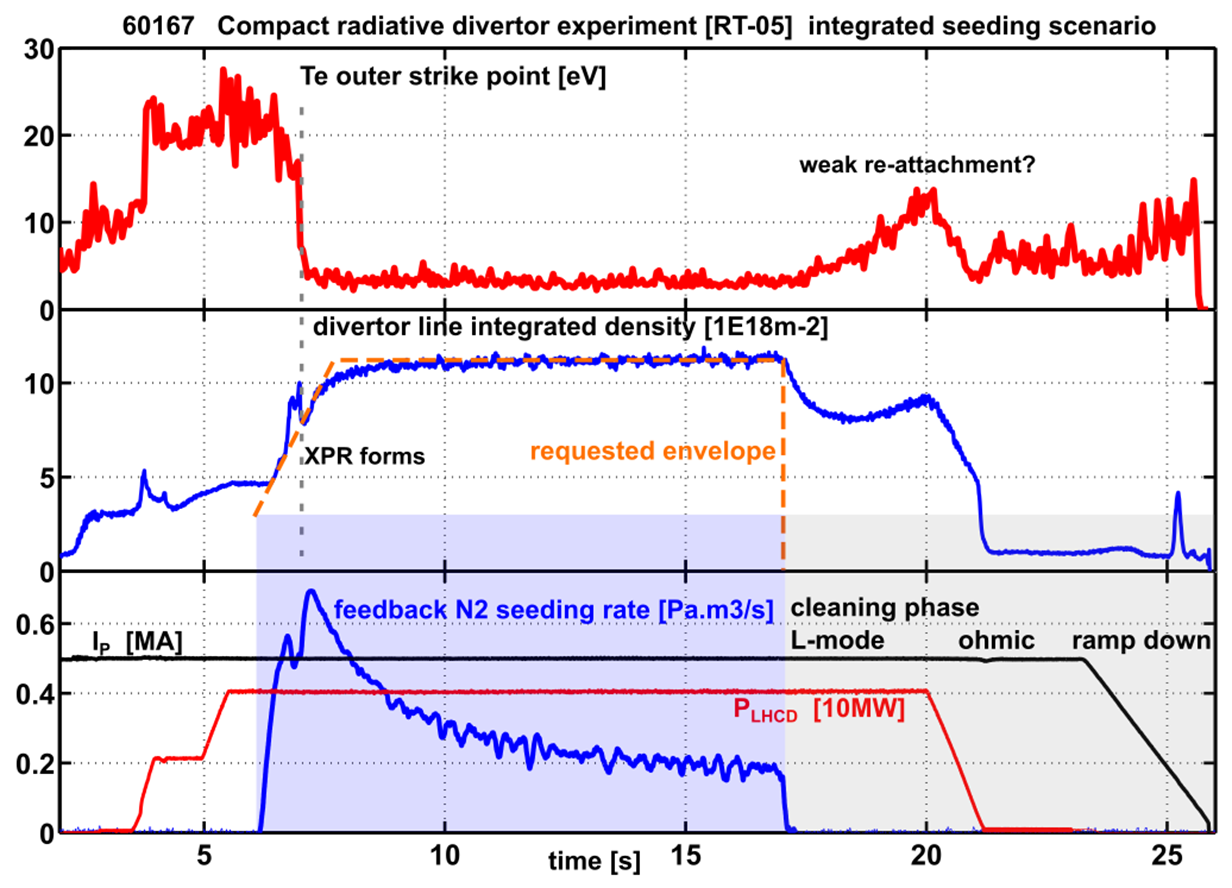 60167 Compact radiative divertor experiment [RT-05] integrated seeding scenario
30
Te outer strike point [eV]
20
weak re-attachment?
10
0
divertor line integrated density [1E18m-2]
10
XPR forms
requested envelope
5
0
feedback N2 seeding rate [Pa.m3/s]
cleaning phase
0.6
IP [MA]
L-mode ohmic ramp down
0.4
PLHCD [10MW]
0.2
0
5 10 15 20 25
time [s]